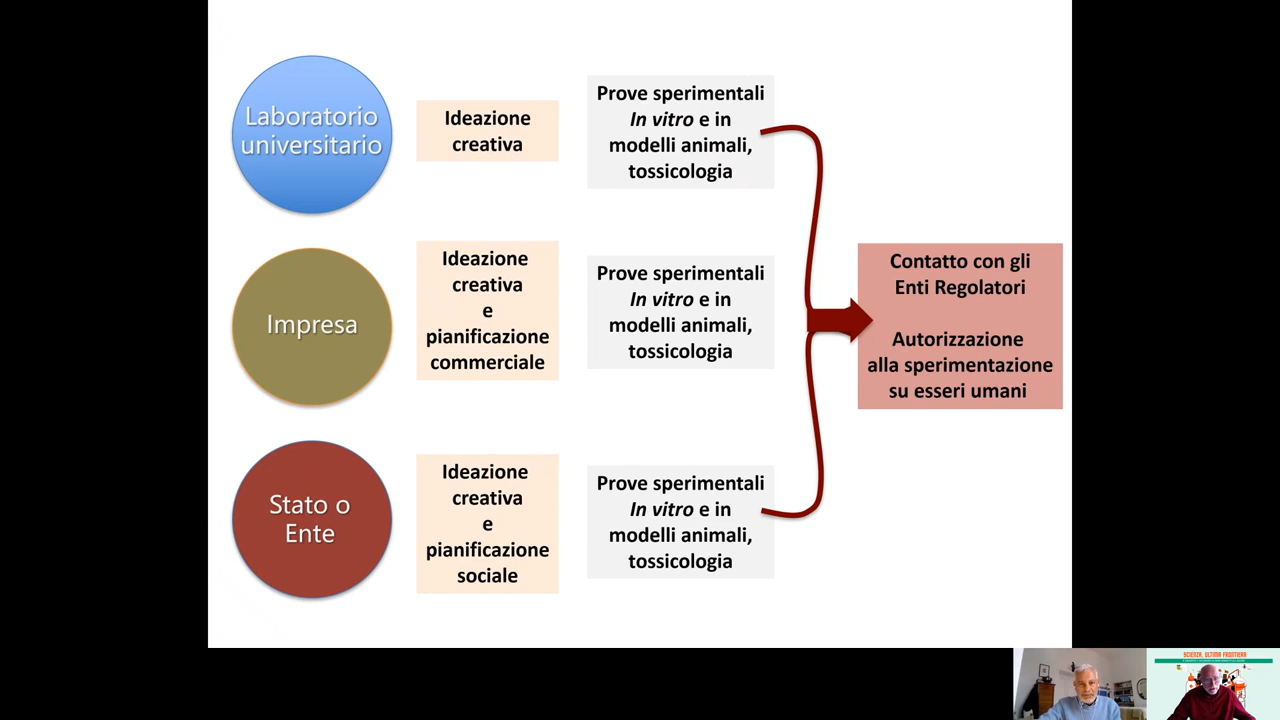 Laboratorio
universitario
Ideazione
creativa
Prove sperimentali
In vitro e in
modelli animali,
tossicologia
Impresa
Ideazione
creativa
e
pianificazione
commerciale
Prove sperimentali
In vitro e in
modelli animali,
tossicologia
Contatto con gli
Enti Regolatori
Autorizzazione
alla sperimentazione
su esseri umani
Stato o
Ente
Ideazione
creativa
e
pianificazione
sociale
Prove sperimentali
In vitro e in
modelli animali,
tossicologia
SCIENZA, ULTIMA FRONTIERA